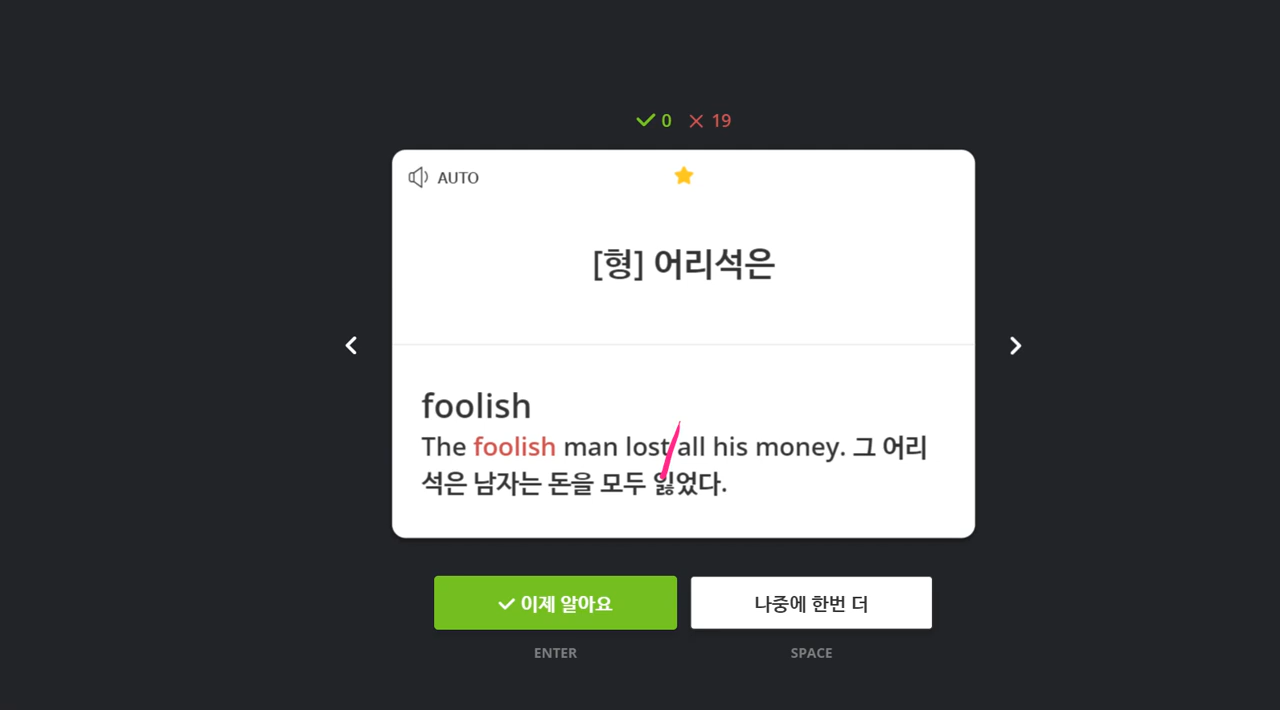 0 19
AUTO
[형] 어리석은
foolish
The foolish man lost all his money. 그 어리
석은 남자는 돈을 모두 잃었다.
이제 알아요 나중에 한번 더
ENTER SPACE